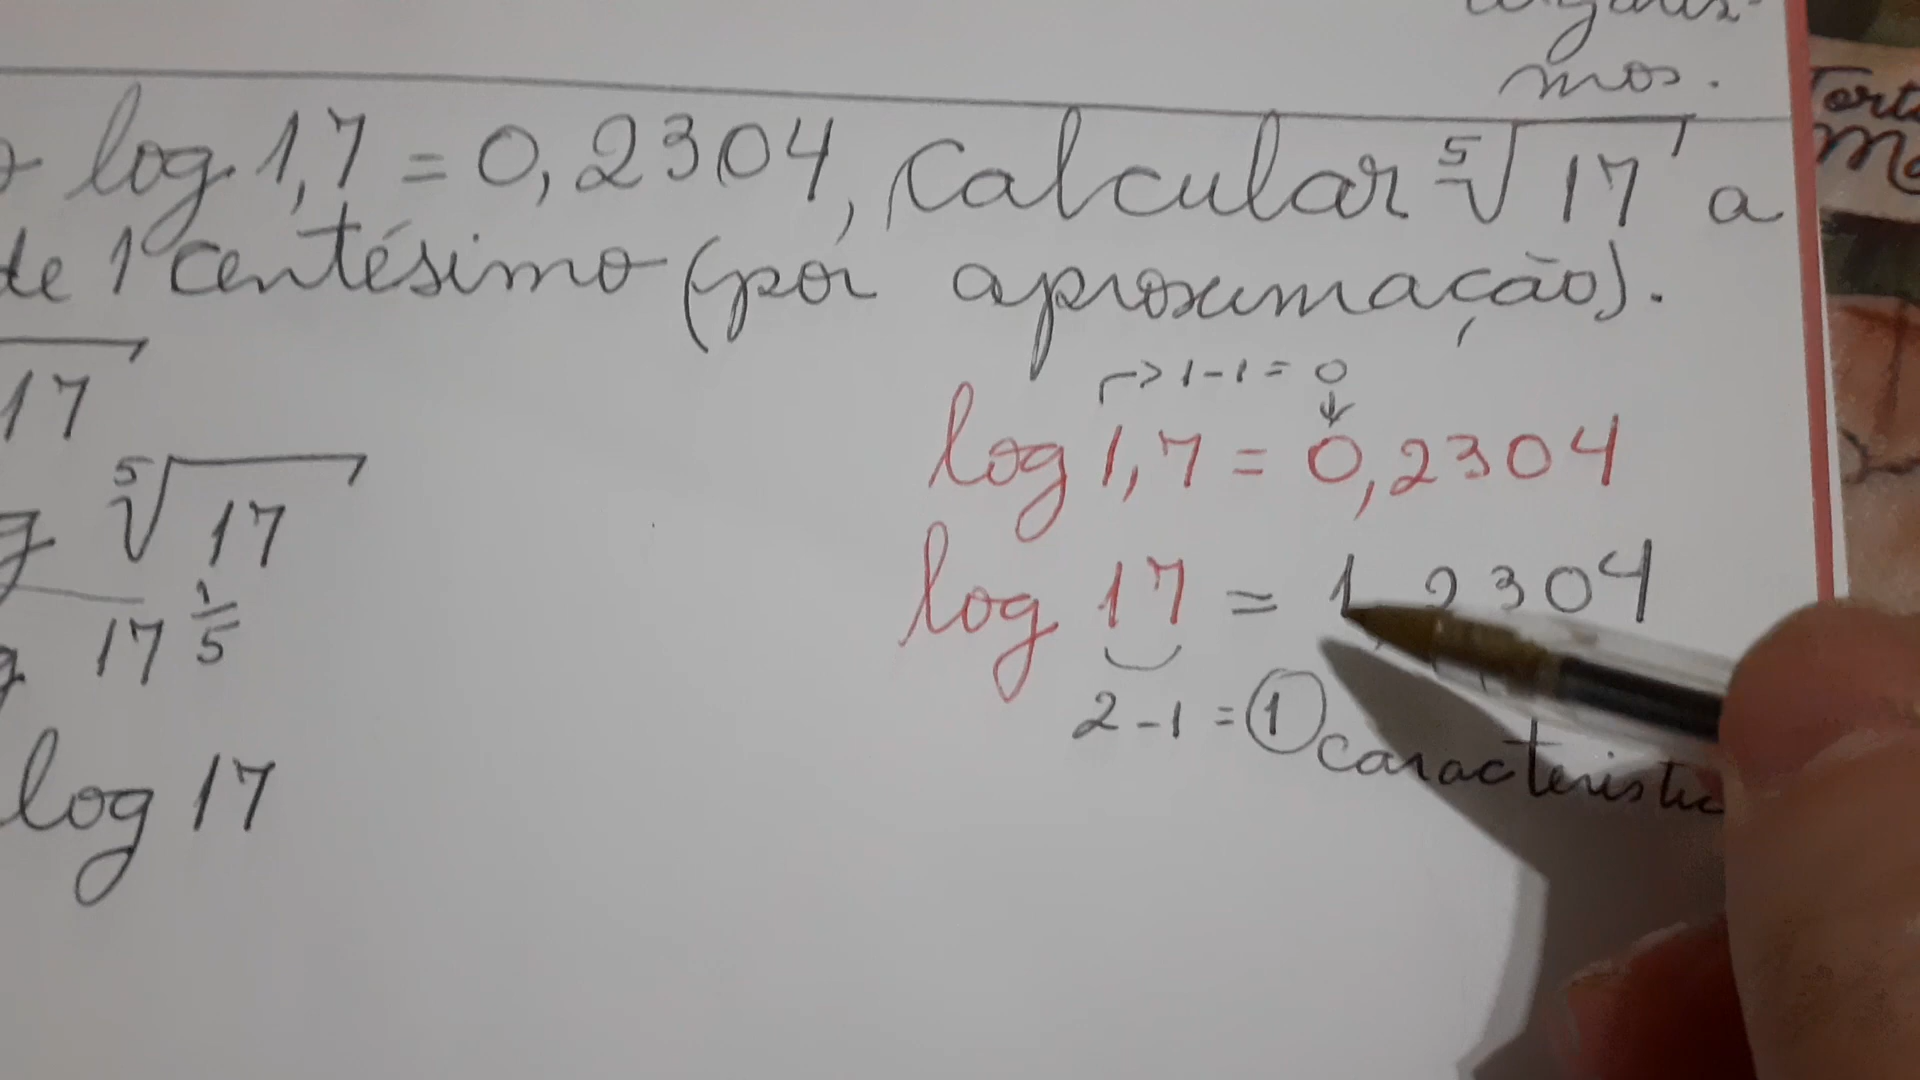 mos.
log 1,7 = 0,2304, Calcular ⁵√17 a
de 1 centésimo (por aproximação).
17
→ 1-1 = 0
↓
log 1,7 = 0,2304
⁵√17
log 17 = 1,2304
17 1/5
2-1 = 1 caracteristic
log 17